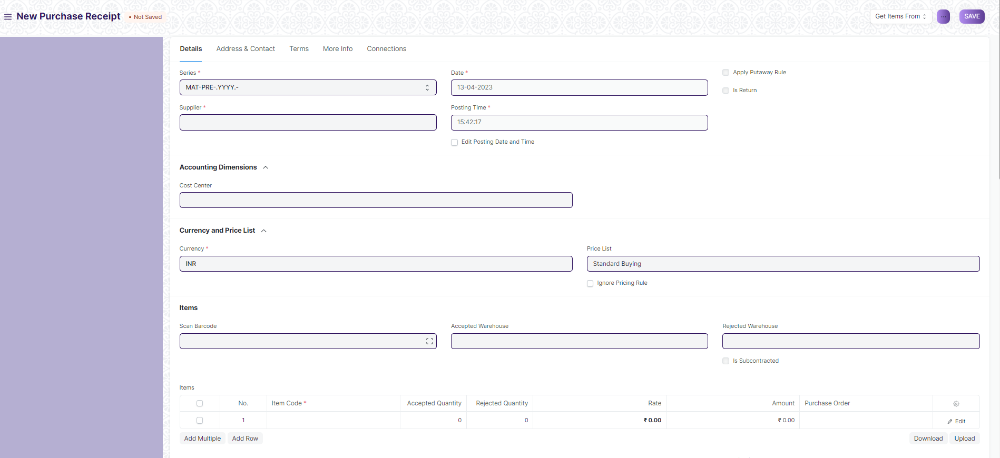 New Purchase Receipt • Not Saved Get Items From ... SAVE
Details Address & Contact Terms More Info Connections
Series * Date * Apply Putaway Rule
MAT-PRE-.YYYY.- 13-04-2023
Is Return
Supplier * Posting Time *
15:42:17
Edit Posting Date and Time
Accounting Dimensions
Cost Center
Currency and Price List
Currency * Price List
INR Standard Buying
Ignore Pricing Rule
Items
Scan Barcode Accepted Warehouse Rejected Warehouse
Is Subcontracted
Items
No. Item Code * Accepted Quantity Rejected Quantity Rate Amount Purchase Order
1 0 0 ₹ 0.00 ₹ 0.00 Edit
Add Multiple Add Row Download Upload